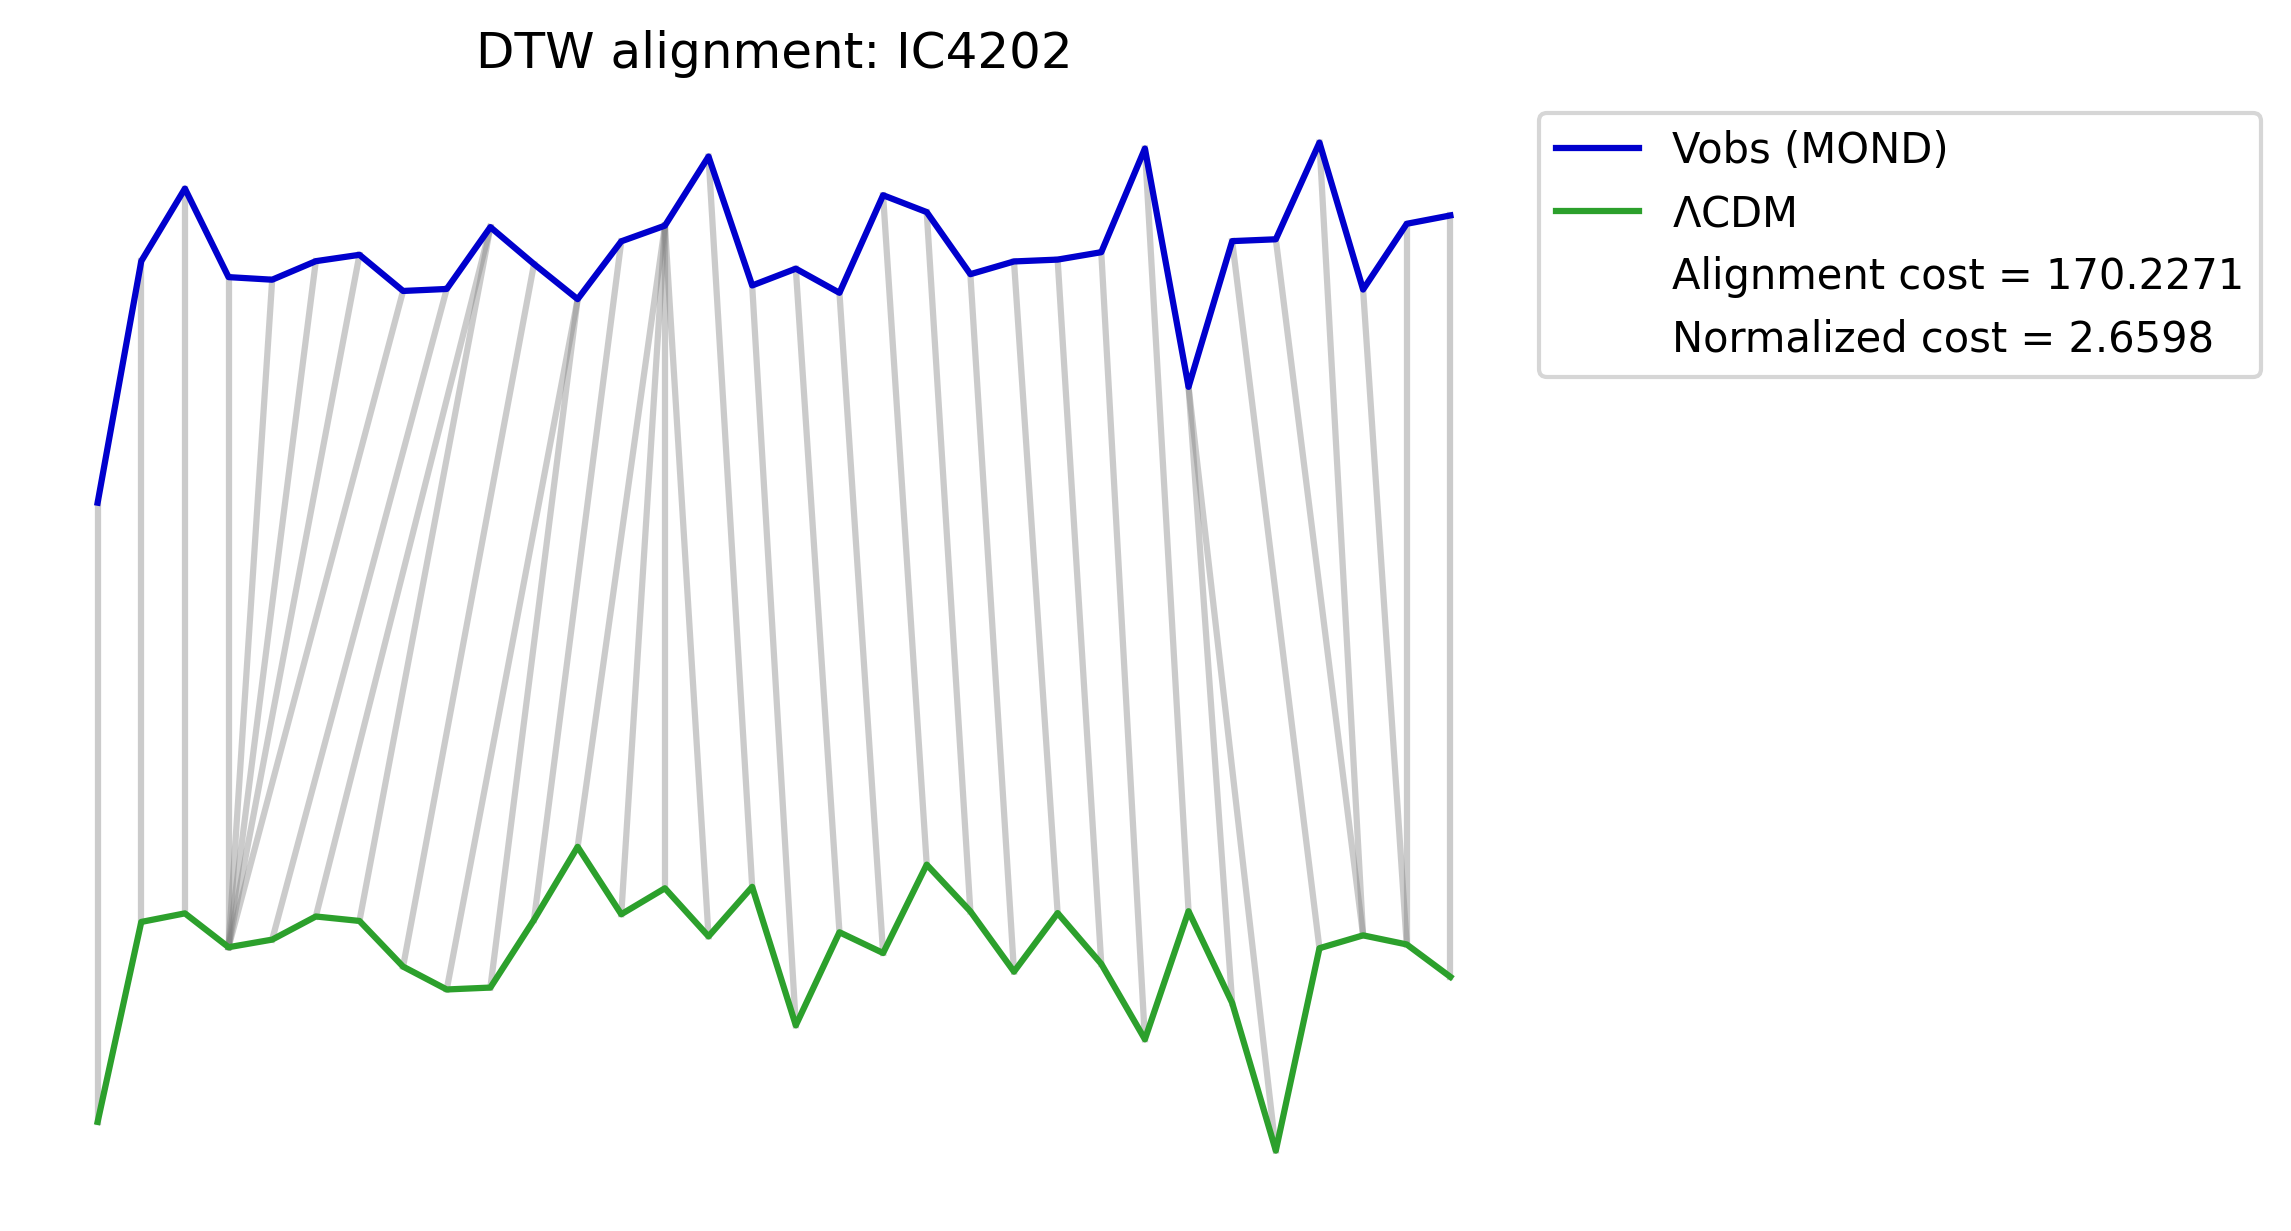 DTW alignment: IC4202
Vobs (MOND)
ΛCDM
Alignment cost = 170.2271
Normalized cost = 2.6598